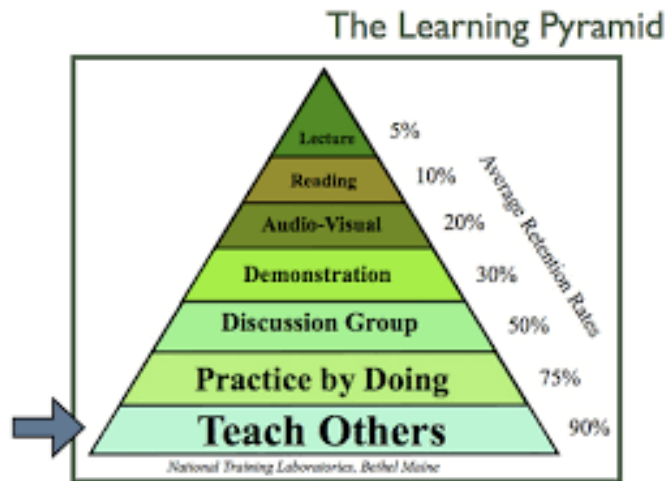 The Learning Pyramid
Lecture
5%
Reading
10%
Audio-Visual
20%
Demonstration
30%
Discussion Group
50%
Practice by Doing
75%
Teach Others
90%
Average Retention Rates
National Training Laboratories, Bethel Maine